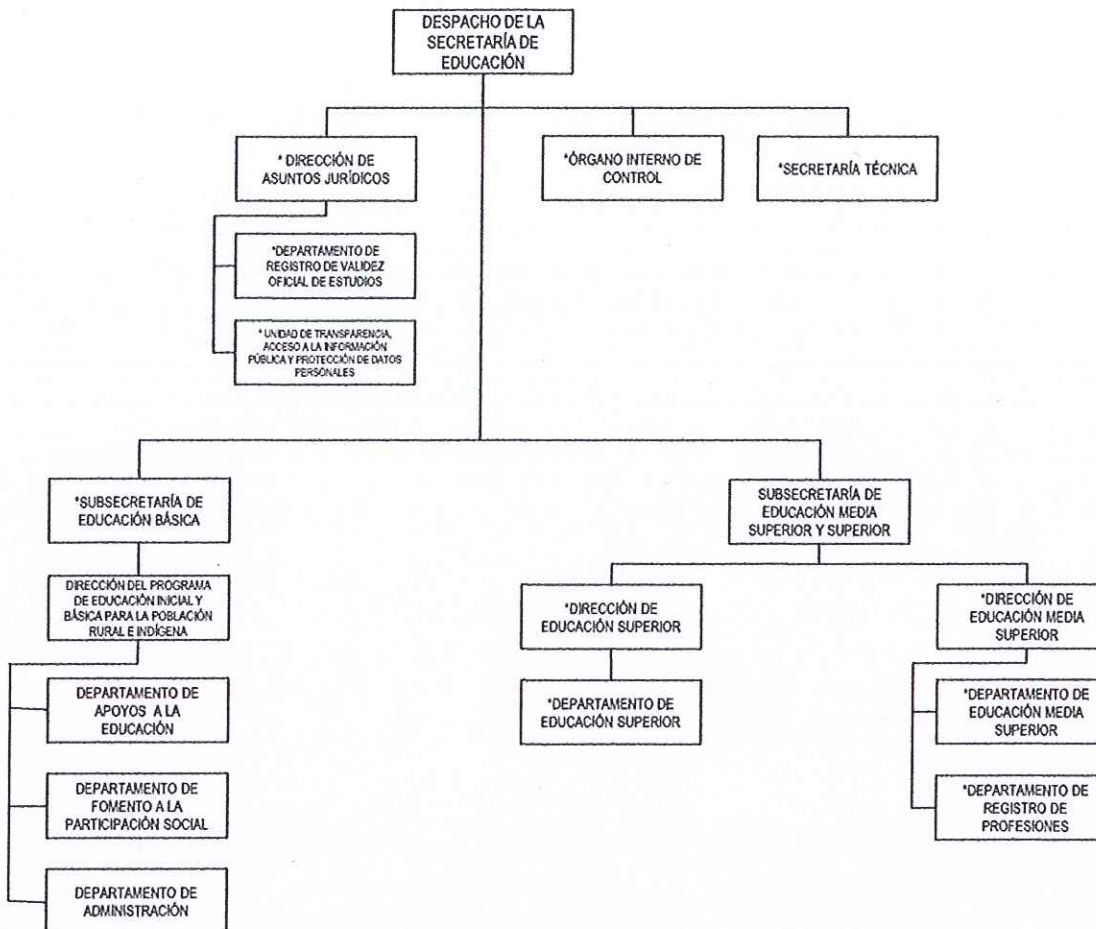 DESPACHO DE LA
SECRETARÍA DE
EDUCACIÓN
* DIRECCIÓN DE
ASUNTOS JURÍDICOS
*ÓRGANO INTERNO DE
CONTROL
*SECRETARÍA TÉCNICA
*DEPARTAMENTO DE
REGISTRO DE VALIDEZ
OFICIAL DE ESTUDIOS
* UNIDAD DE TRANSPARENCIA,
ACCESO A LA INFORMACIÓN
PÚBLICA Y PROTECCIÓN DE DATOS
PERSONALES
*SUBSECRETARÍA DE
EDUCACIÓN BÁSICA
SUBSECRETARÍA DE
EDUCACIÓN MEDIA
SUPERIOR Y SUPERIOR
DIRECCIÓN DEL PROGRAMA
DE EDUCACIÓN INICIAL Y
BÁSICA PARA LA POBLACIÓN
RURAL E INDÍGENA
*DIRECCIÓN DE
EDUCACIÓN SUPERIOR
*DIRECCIÓN DE
EDUCACIÓN MEDIA
SUPERIOR
DEPARTAMENTO DE
APOYOS A LA
EDUCACIÓN
*DEPARTAMENTO DE
EDUCACIÓN SUPERIOR
*DEPARTAMENTO DE
EDUCACIÓN MEDIA
SUPERIOR
DEPARTAMENTO DE
FOMENTO A LA
PARTICIPACIÓN SOCIAL
*DEPARTAMENTO DE
REGISTRO DE
PROFESIONES
DEPARTAMENTO DE
ADMINISTRACIÓN